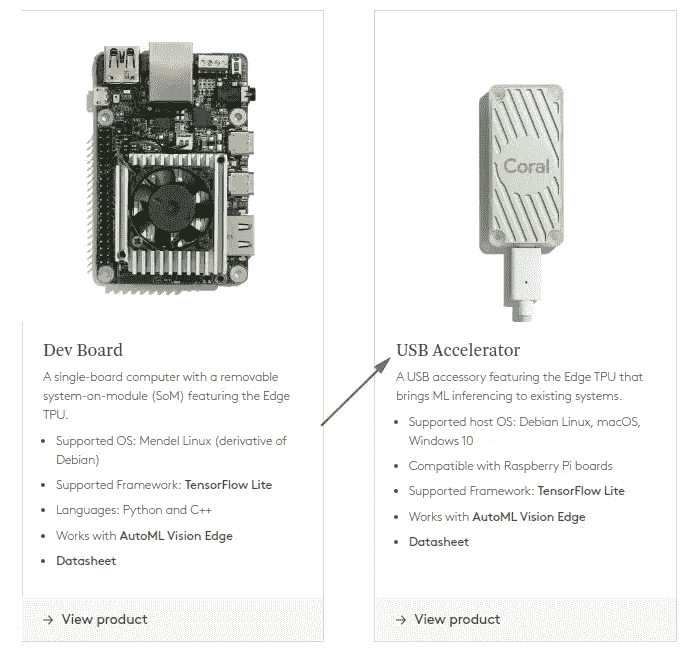 Coral
Dev Board
A single-board computer with a removable
system-on-module (SoM) featuring the Edge
TPU.
• Supported OS: Mendel Linux (derivative of
Debian)
• Supported Framework: TensorFlow Lite
• Languages: Python and C++
• Works with AutoML Vision Edge
• Datasheet
→ View product
USB Accelerator
A USB accessory featuring the Edge TPU that
brings ML inferencing to existing systems.
• Supported host OS: Debian Linux, macOS,
Windows 10
• Compatible with Raspberry Pi boards
• Supported Framework: TensorFlow Lite
• Works with AutoML Vision Edge
• Datasheet
→ View product